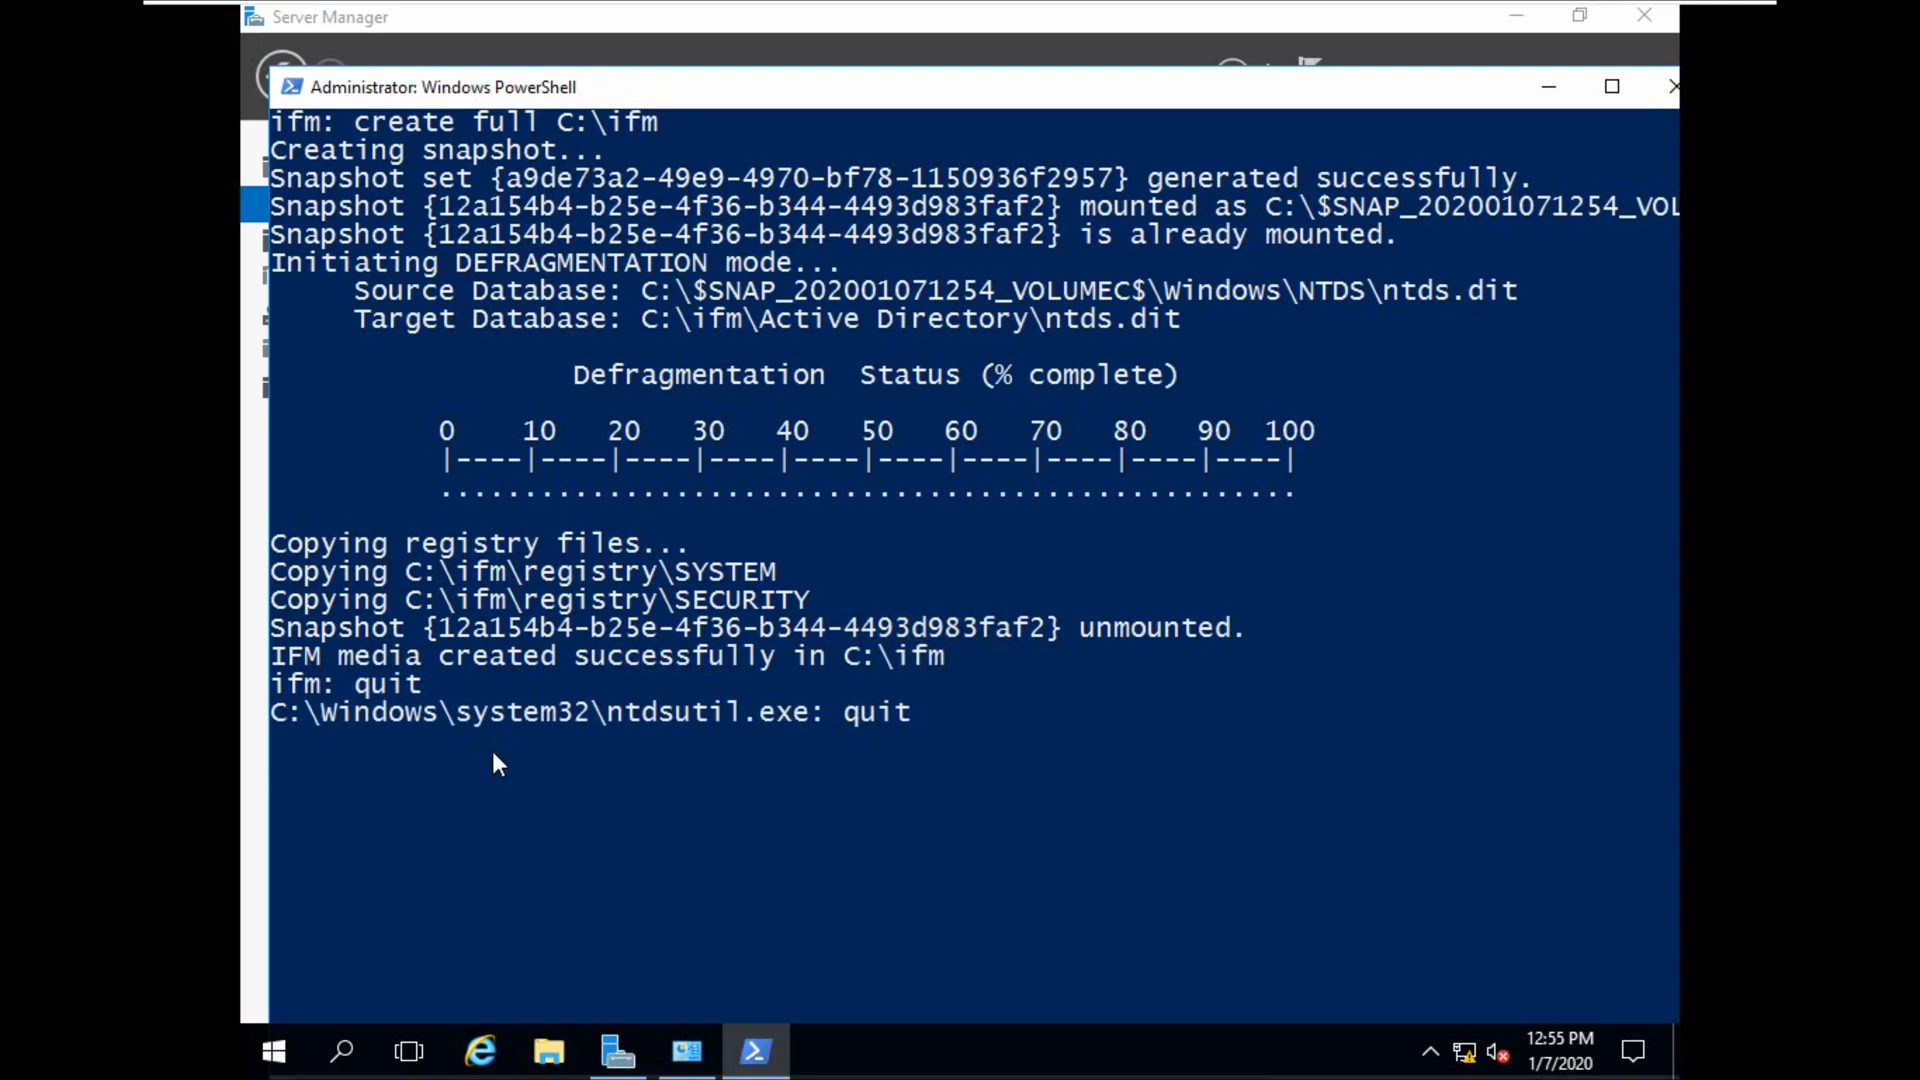 Server Manager
Administrator: Windows PowerShell
ifm: create full C:\ifm
Creating snapshot...
Snapshot set {a9de73a2-49e9-4970-bf78-1150936f2957} generated successfully.
Snapshot {12a154b4-b25e-4f36-b344-4493d983faf2} mounted as C:\$SNAP_202001071254_VOL
Snapshot {12a154b4-b25e-4f36-b344-4493d983faf2} is already mounted.
Initiating DEFRAGMENTATION mode...
Source Database: C:\$SNAP_202001071254_VOLUMEC$\Windows\NTDS\ntds.dit
Target Database: C:\ifm\Active Directory\ntds.dit
Defragmentation  Status (% complete)
0    10   20   30   40   50   60   70   80   90  100
|----|----|----|----|----|----|----|----|----|----|
...................................................
Copying registry files...
Copying C:\ifm\registry\SYSTEM
Copying C:\ifm\registry\SECURITY
Snapshot {12a154b4-b25e-4f36-b344-4493d983faf2} unmounted.
IFM media created successfully in C:\ifm
ifm: quit
C:\Windows\system32\ntdsutil.exe: quit
12:55 PM
1/7/2020